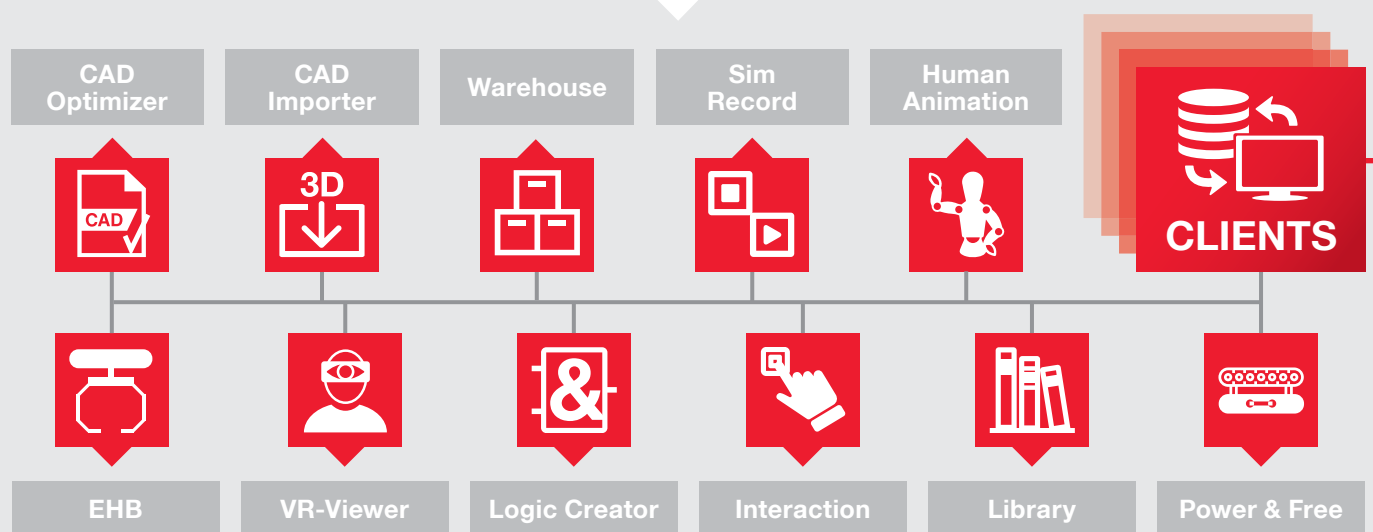 CAD
Optimizer
CAD
Importer
Warehouse
Sim
Record
Human
Animation
CAD
3D
CLIENTS
&
EHB
VR-Viewer
Logic Creator
Interaction
Library
Power & Free